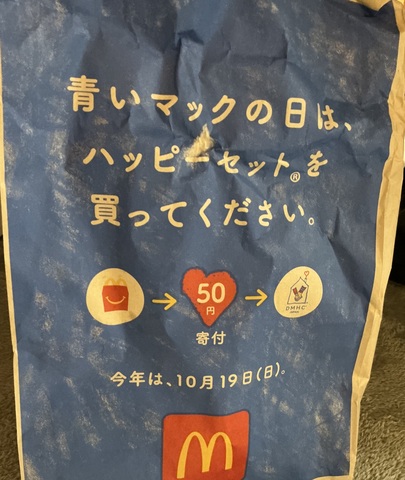 青いマックの日は、
ハッピーセット®を
買ってください。
50
円
DMHC
寄付
今年は、10月19日(日)。